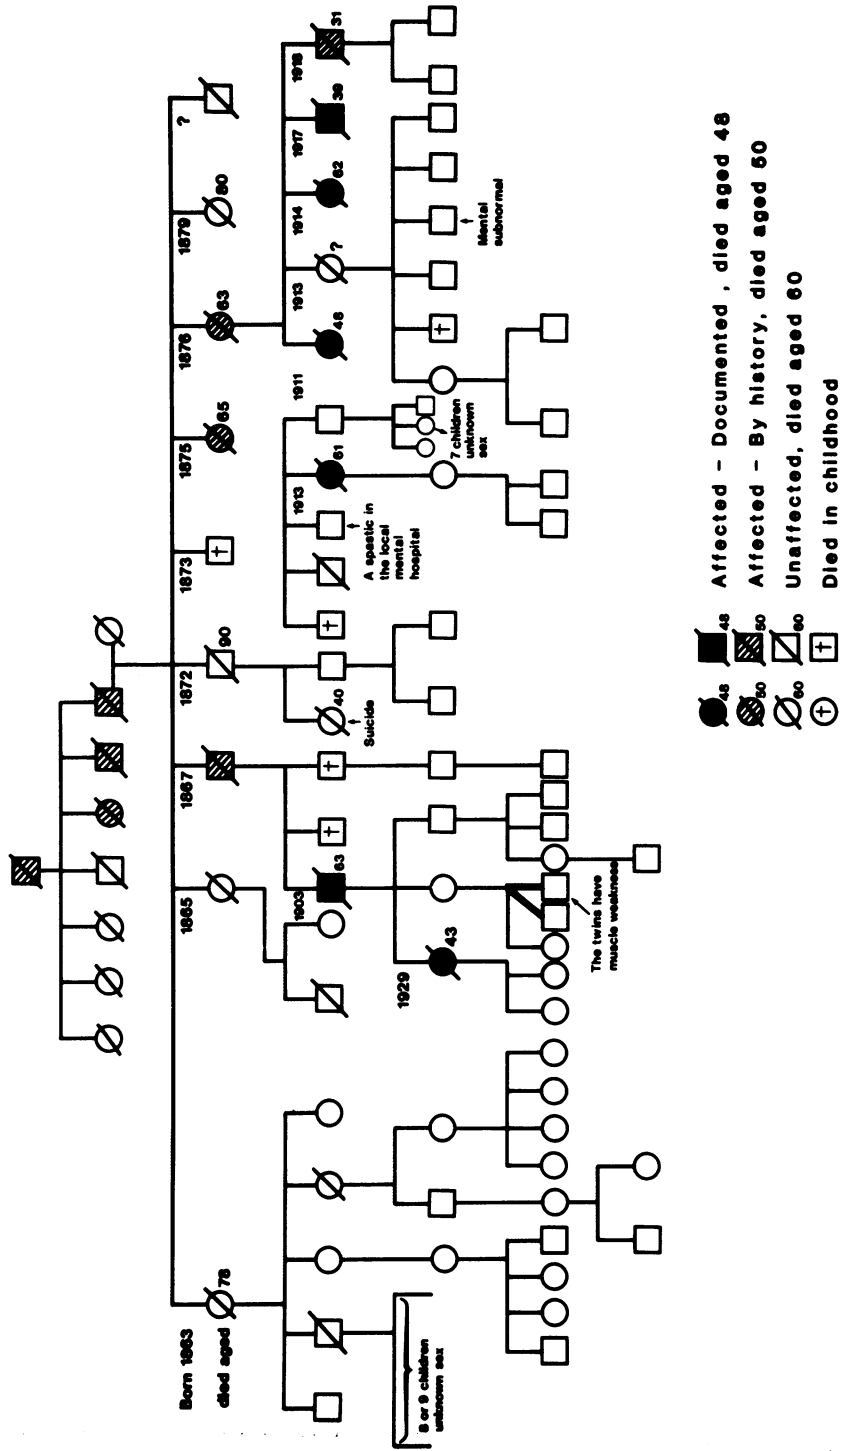 Born 1863
died aged 78
1865
1867
1872
90
1873
†
1875
65
1876
63
1879
80
?
1903
63
†
†
40
Suicide
†
A spastic in
the local
mental
hospital
1913
61
1911
48
1913
?
1914
62
1917
39
1918
31
8 or 9 children
unknown sex
1929
43
7 children
unknown
sex
†
Mental
subnormal
The twins have
muscle weakness
48 48 Affected - Documented , died aged 48
50 50 Affected - By history, died aged 50
60 60 Unaffected, died aged 60
† † Died in childhood